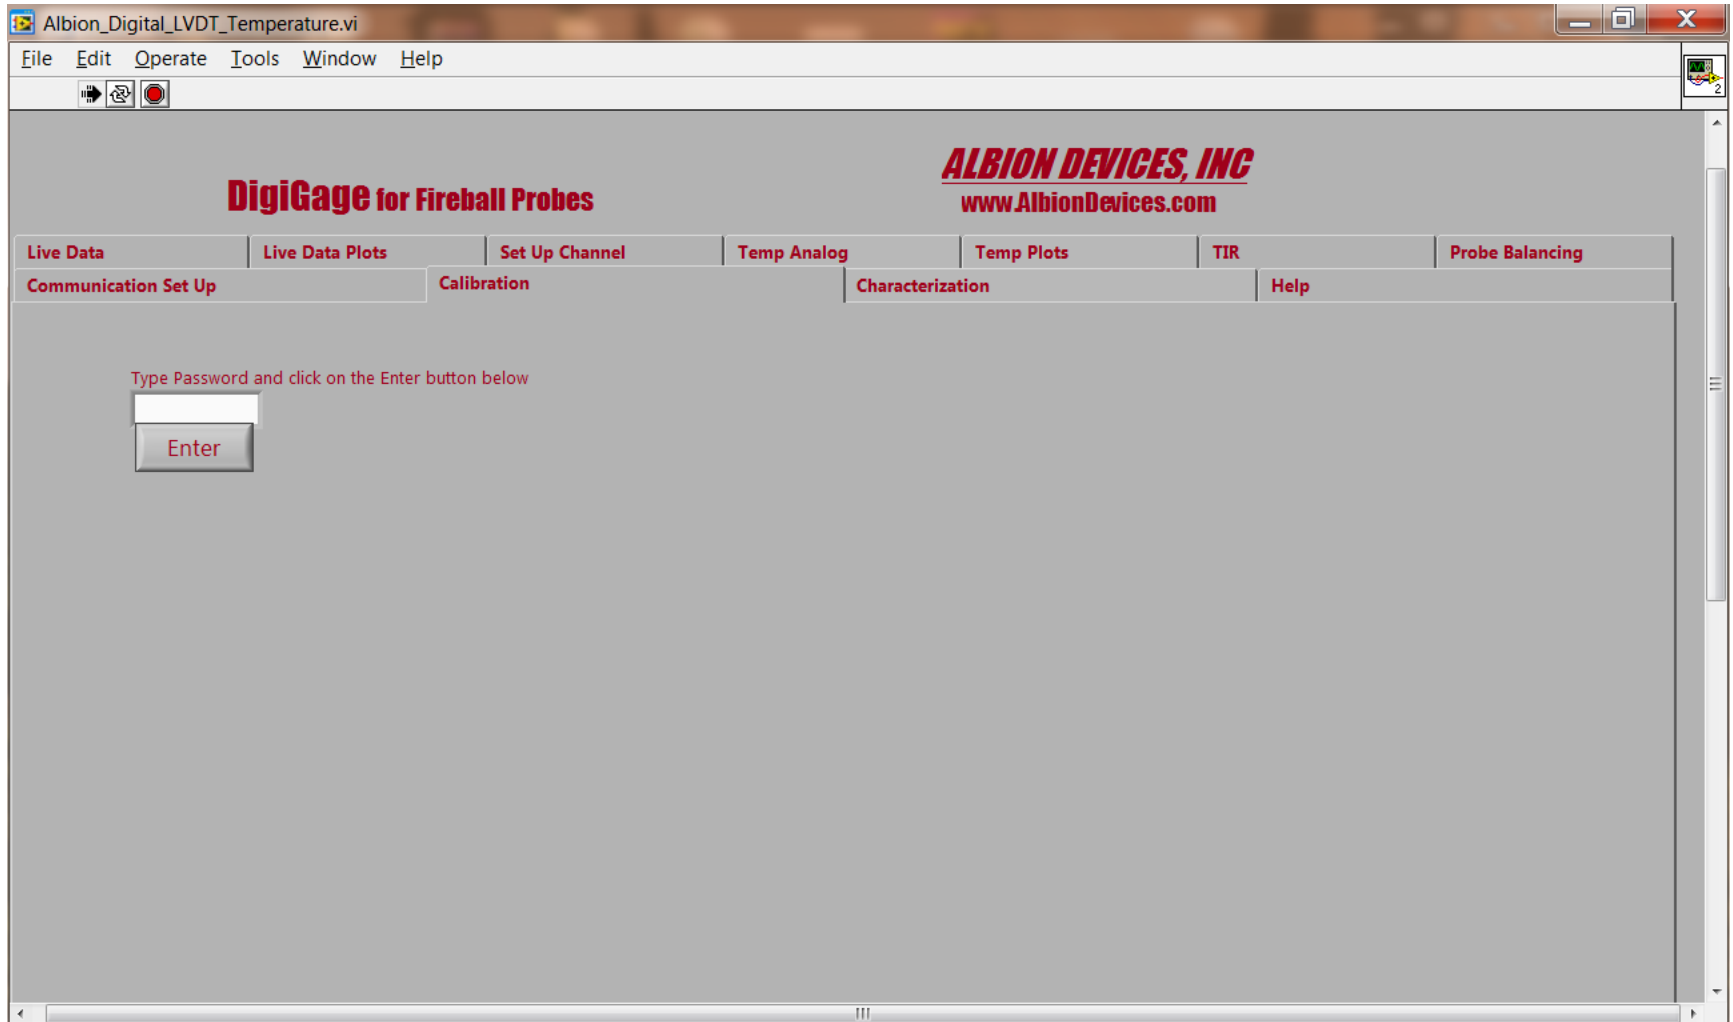 Albion_Digital_LVDT_Temperature.vi
File Edit Operate Tools Window Help
2
ALBION DEVICES, INC
DigiGage for Fireball Probes
www.AlbionDevices.com
Live Data Live Data Plots Set Up Channel Temp Analog Temp Plots TIR Probe Balancing
Communication Set Up Calibration Characterization Help
Type Password and click on the Enter button below
Enter